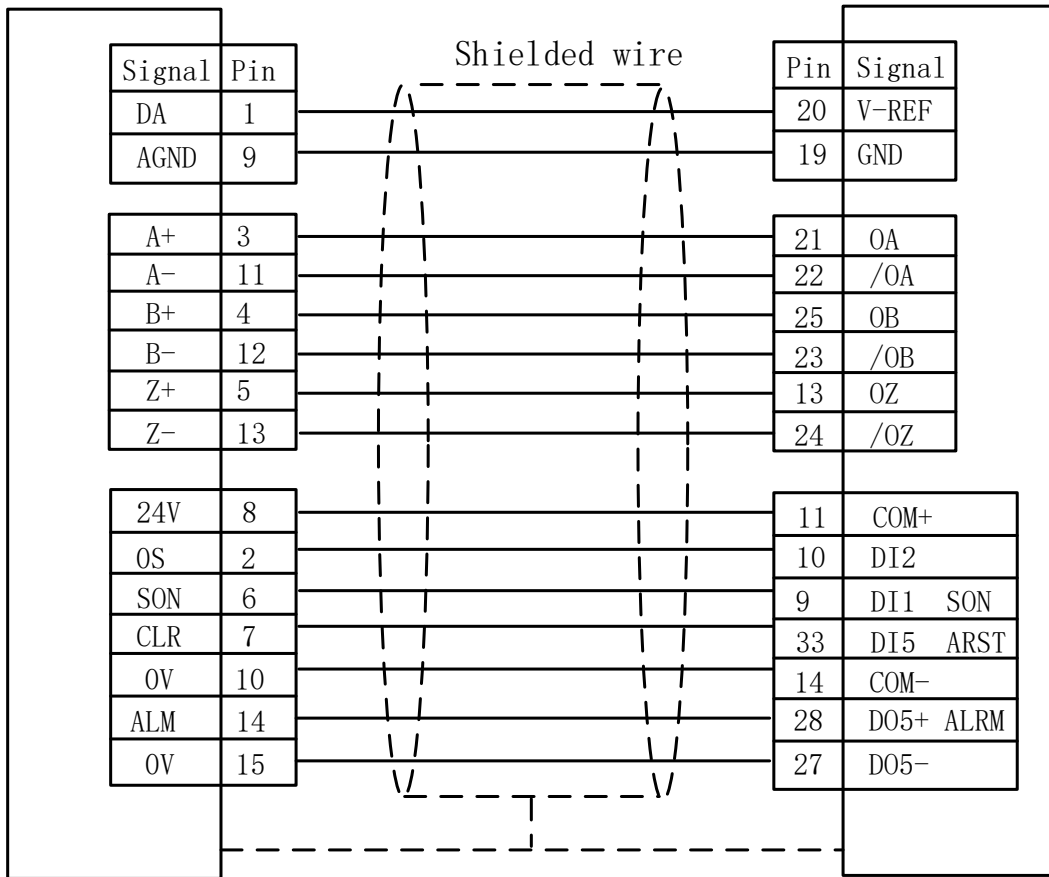 Shielded wire
Signal Pin Pin Signal
DA 1 20 V-REF
AGND 9 19 GND
A+ 3 21 OA
A- 11 22 /OA
B+ 4 25 OB
B- 12 23 /OB
Z+ 5 13 OZ
Z- 13 24 /OZ
24V 8 11 COM+
OS 2 10 DI2
SON 6 9 DI1 SON
CLR 7 33 DI5 ARST
0V 10 14 COM-
ALM 14 28 DO5+ ALRM
0V 15 27 DO5-